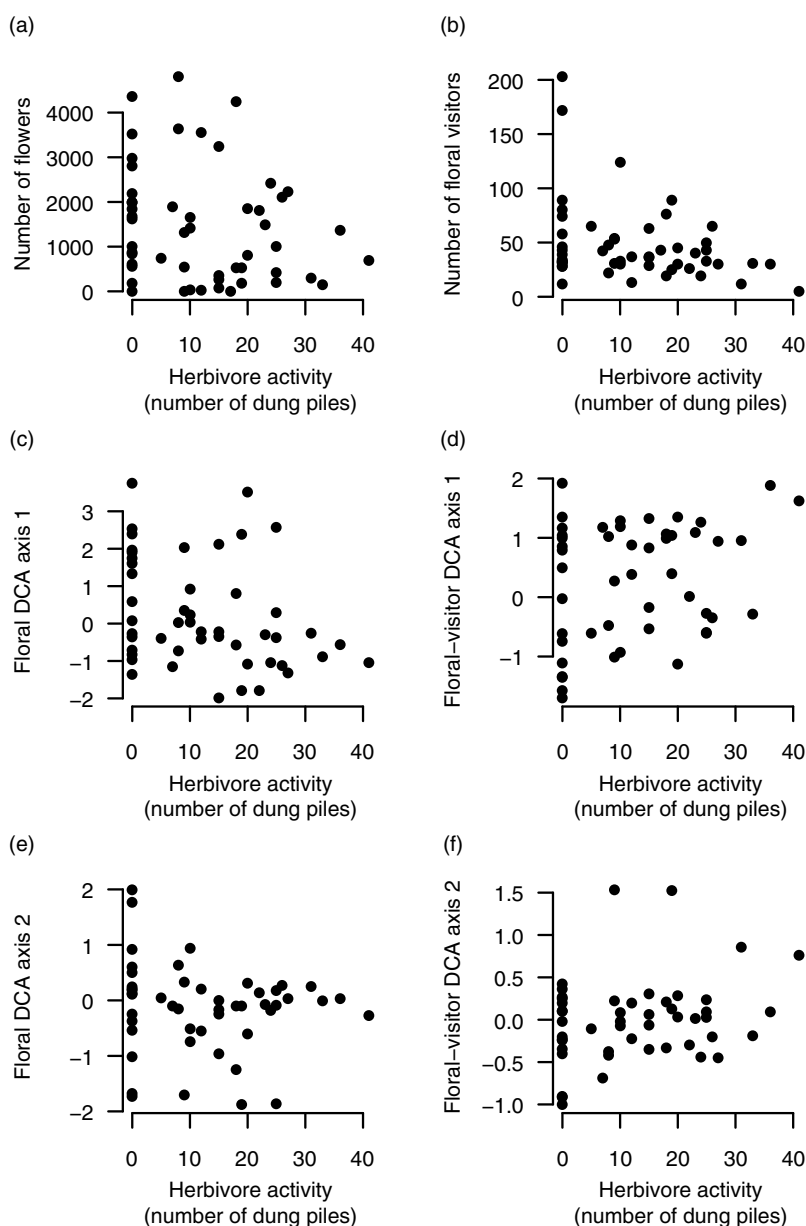 (a)
Number of flowers
4000
3000
2000
1000
0
0 10 20 30 40
Herbivore activity
(number of dung piles)
(b)
Number of floral visitors
200
150
100
50
0
0 10 20 30 40
Herbivore activity
(number of dung piles)
(c)
Floral DCA axis 1
3
2
1
0
−1
−2
0 10 20 30 40
Herbivore activity
(number of dung piles)
(d)
Floral−visitor DCA axis 1
2
1
0
−1
0 10 20 30 40
Herbivore activity
(number of dung piles)
(e)
Floral DCA axis 2
2
1
0
−1
−2
0 10 20 30 40
Herbivore activity
(number of dung piles)
(f)
Floral−visitor DCA axis 2
1.5
1.0
0.5
0.0
−0.5
−1.0
0 10 20 30 40
Herbivore activity
(number of dung piles)